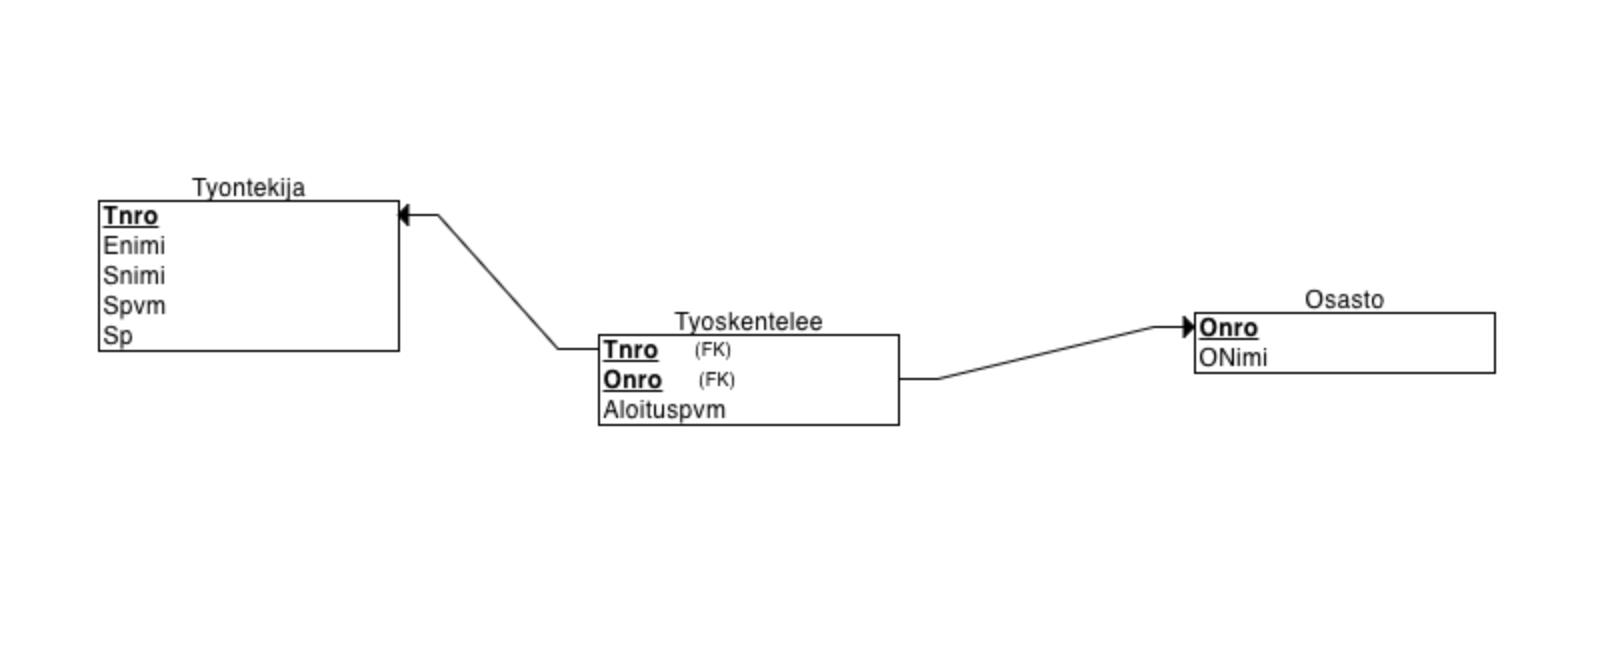 Tyontekija
Tnro
Enimi
Snimi
Spvm
Sp
Tyoskentelee
Tnro (FK)
Onro (FK)
Aloituspvm
Osasto
Onro
ONimi